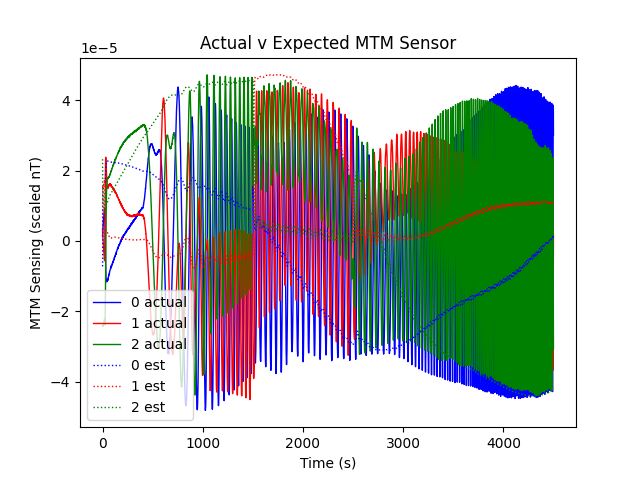 Actual v Expected MTM Sensor
1e−5
4
2
0
−2
−4
MTM Sensing (scaled nT)
0 actual
1 actual
2 actual
0 est
1 est
2 est
0
1000
2000
3000
4000
Time (s)